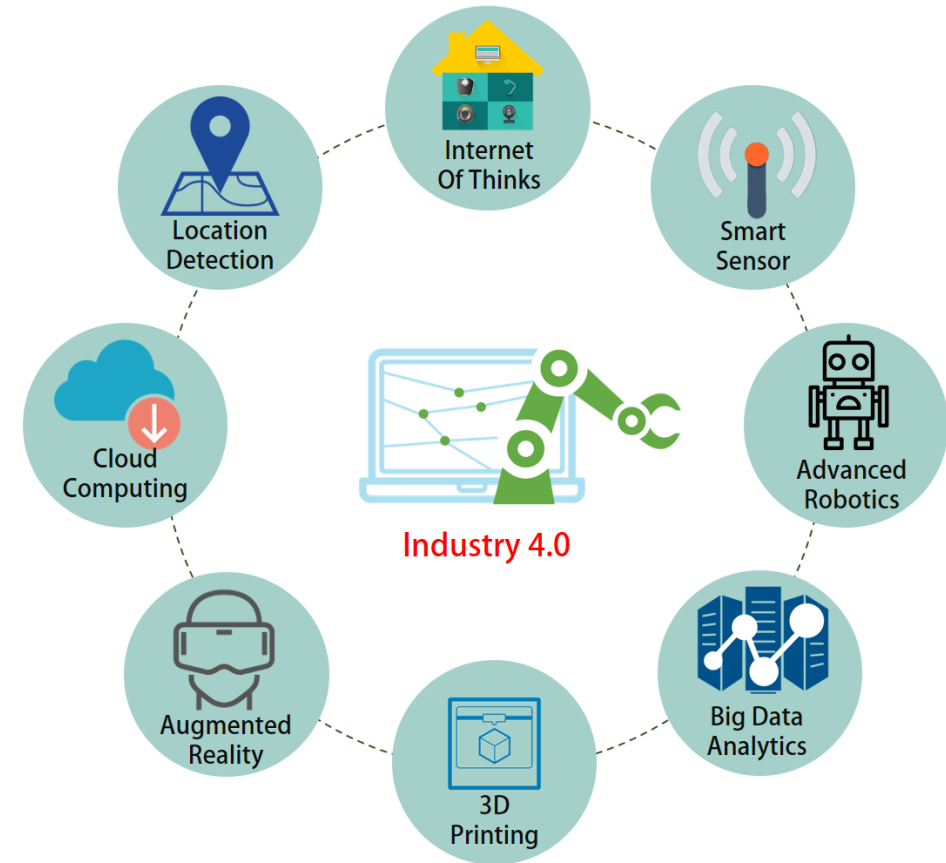 Internet
Of Thinks
Smart
Sensor
Advanced
Robotics
Big Data
Analytics
3D
Printing
Augmented
Reality
Cloud
Computing
Location
Detection
Industry 4.0